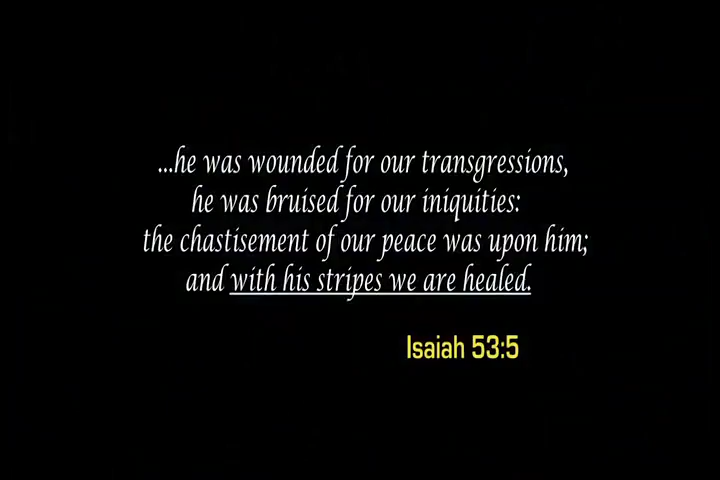 ...he was wounded for our transgressions,
he was bruised for our iniquities:
the chastisement of our peace was upon him;
and with his stripes we are healed.
Isaiah 53:5